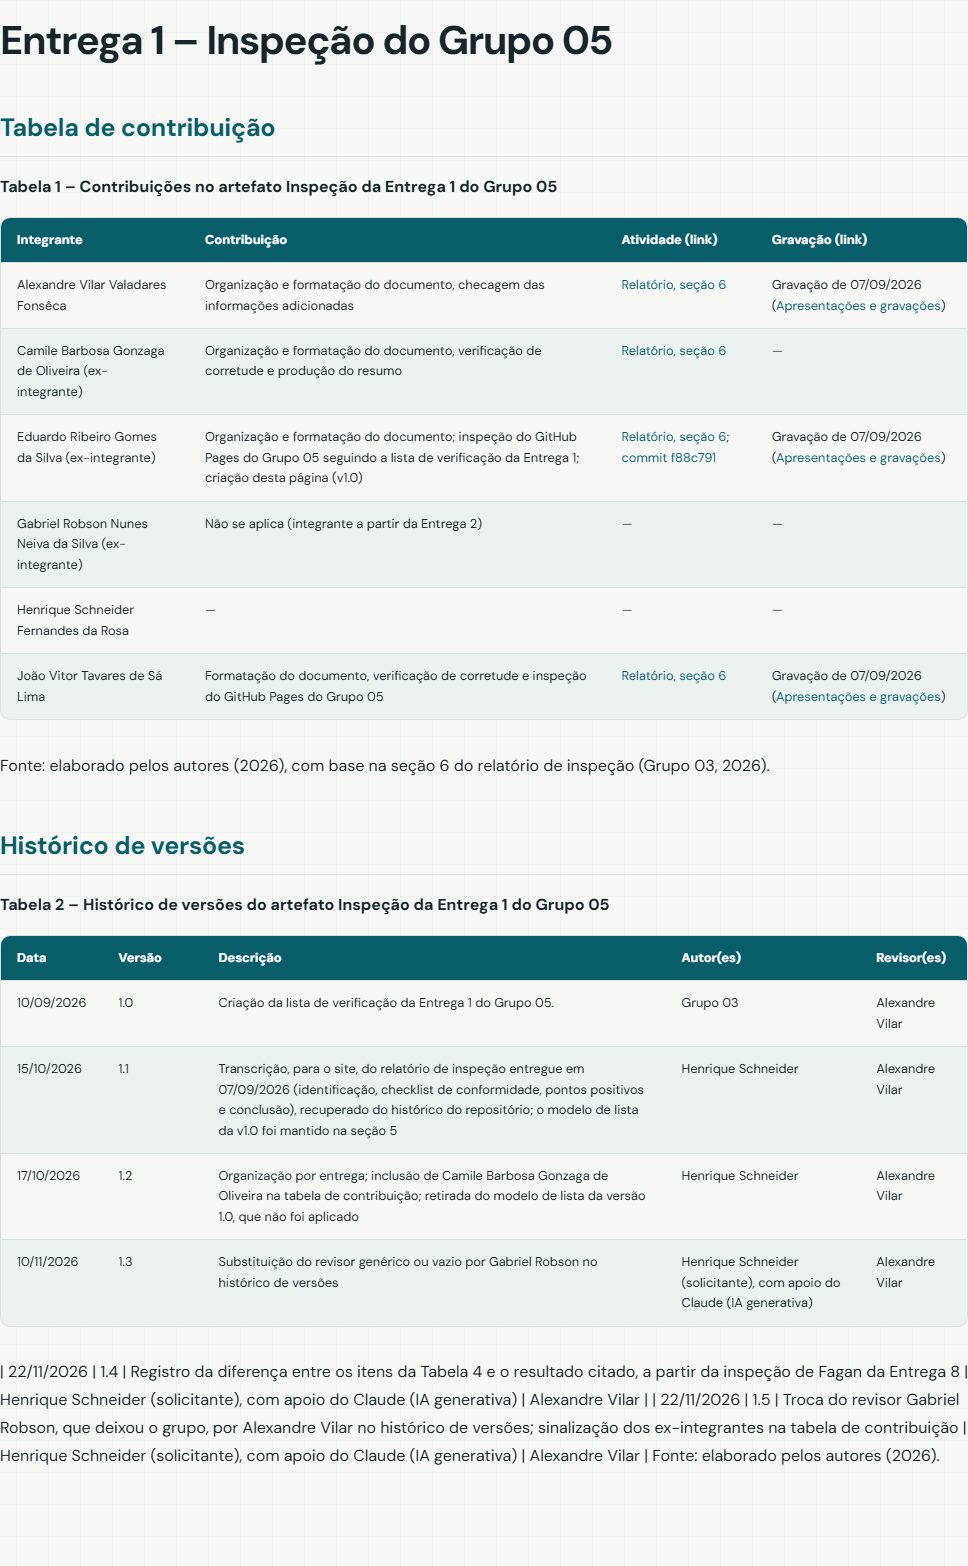 Entrega 1 – Inspeção do Grupo 05
Tabela de contribuição
Tabela 1 – Contribuições no artefato Inspeção da Entrega 1 do Grupo 05
Integrante Contribuição Atividade (link) Gravação (link)
Alexandre Vilar Valadares Organização e formatação do documento, checagem das Relatório, seção 6 Gravação de 07/09/2026
Fonsêca informações adicionadas (Apresentações e gravações)
Camile Barbosa Gonzaga Organização e formatação do documento, verificação de Relatório, seção 6 —
de Oliveira (ex- corretude e produção do resumo
integrante)
Eduardo Ribeiro Gomes Organização e formatação do documento; inspeção do GitHub Relatório, seção 6; Gravação de 07/09/2026
da Silva (ex-integrante) Pages do Grupo 05 seguindo a lista de verificação da Entrega 1; commit f88c791 (Apresentações e gravações)
criação desta página (v1.0)
Gabriel Robson Nunes Não se aplica (integrante a partir da Entrega 2) — —
Neiva da Silva (ex-
integrante)
Henrique Schneider — — —
Fernandes da Rosa
João Vitor Tavares de Sá Formatação do documento, verificação de corretude e inspeção Relatório, seção 6 Gravação de 07/09/2026
Lima do GitHub Pages do Grupo 05 (Apresentações e gravações)
Fonte: elaborado pelos autores (2026), com base na seção 6 do relatório de inspeção (Grupo 03, 2026).
Histórico de versões
Tabela 2 – Histórico de versões do artefato Inspeção da Entrega 1 do Grupo 05
Data Versão Descrição Autor(es) Revisor(es)
10/09/2026 1.0 Criação da lista de verificação da Entrega 1 do Grupo 05. Grupo 03 Alexandre
Vilar
15/10/2026 1.1 Transcrição, para o site, do relatório de inspeção entregue em Henrique Schneider Alexandre
07/09/2026 (identificação, checklist de conformidade, pontos positivos Vilar
e conclusão), recuperado do histórico do repositório; o modelo de lista
da v1.0 foi mantido na seção 5
17/10/2026 1.2 Organização por entrega; inclusão de Camile Barbosa Gonzaga de Henrique Schneider Alexandre
Oliveira na tabela de contribuição; retirada do modelo de lista da versão Vilar
1.0, que não foi aplicado
10/11/2026 1.3 Substituição do revisor genérico ou vazio por Gabriel Robson no Henrique Schneider Alexandre
histórico de versões (solicitante), com apoio do Vilar
Claude (IA generativa)
| 22/11/2026 | 1.4 | Registro da diferença entre os itens da Tabela 4 e o resultado citado, a partir da inspeção de Fagan da Entrega 8 |
Henrique Schneider (solicitante), com apoio do Claude (IA generativa) | Alexandre Vilar | | 22/11/2026 | 1.5 | Troca do revisor Gabriel
Robson, que deixou o grupo, por Alexandre Vilar no histórico de versões; sinalização dos ex-integrantes na tabela de contribuição |
Henrique Schneider (solicitante), com apoio do Claude (IA generativa) | Alexandre Vilar | Fonte: elaborado pelos autores (2026).